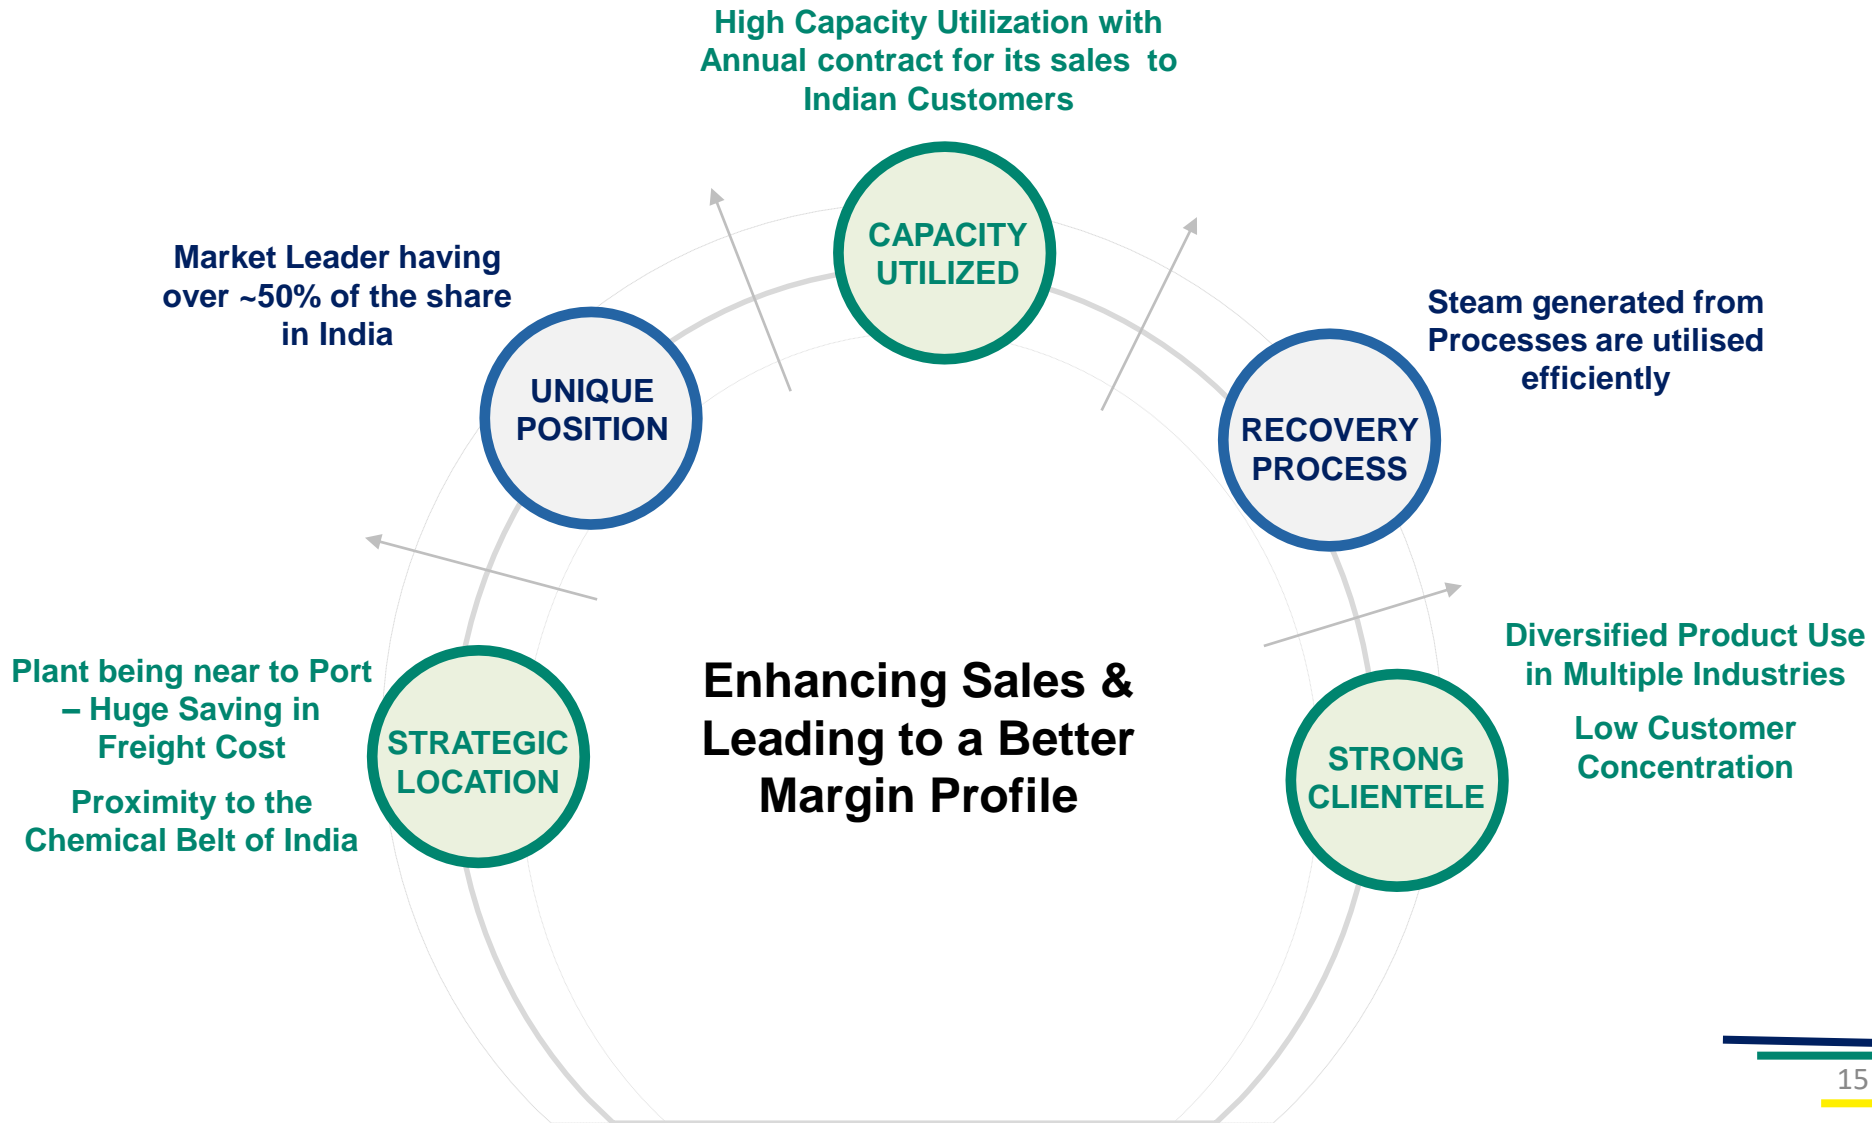 High Capacity Utilization with
Annual contract for its sales to
Indian Customers
CAPACITY
UTILIZED
Market Leader having
over ~50% of the share
in India
UNIQUE
POSITION
Steam generated from
Processes are utilised
efficiently
RECOVERY
PROCESS
Plant being near to Port
– Huge Saving in
Freight Cost
Proximity to the
Chemical Belt of India
STRATEGIC
LOCATION
Enhancing Sales &
Leading to a Better
Margin Profile
Diversified Product Use
in Multiple Industries
Low Customer
Concentration
STRONG
CLIENTELE
15